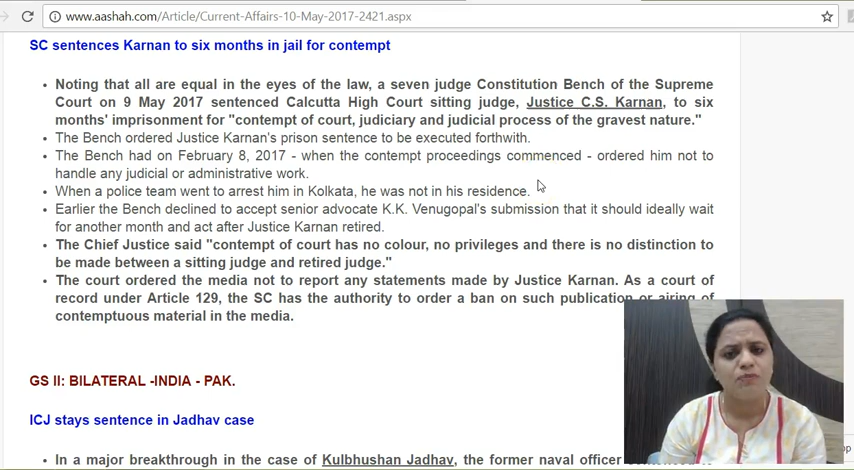 www.aashah.com/Article/Current-Affairs-10-May-2017-2421.aspx
SC sentences Karnan to six months in jail for contempt
• Noting that all are equal in the eyes of the law, a seven judge Constitution Bench of the Supreme
Court on 9 May 2017 sentenced Calcutta High Court sitting judge, Justice C.S. Karnan, to six
months' imprisonment for "contempt of court, judiciary and judicial process of the gravest nature."
• The Bench ordered Justice Karnan's prison sentence to be executed forthwith.
• The Bench had on February 8, 2017 - when the contempt proceedings commenced - ordered him not to
handle any judicial or administrative work.
• When a police team went to arrest him in Kolkata, he was not in his residence.
• Earlier the Bench declined to accept senior advocate K.K. Venugopal's submission that it should ideally wait
for another month and act after Justice Karnan retired.
• The Chief Justice said "contempt of court has no colour, no privileges and there is no distinction to
be made between a sitting judge and retired judge."
• The court ordered the media not to report any statements made by Justice Karnan. As a court of
record under Article 129, the SC has the authority to order a ban on such publication or airing of
contemptuous material in the media.
GS II: BILATERAL -INDIA - PAK.
ICJ stays sentence in Jadhav case
• In a major breakthrough in the case of Kulbhushan Jadhav, the former naval officer